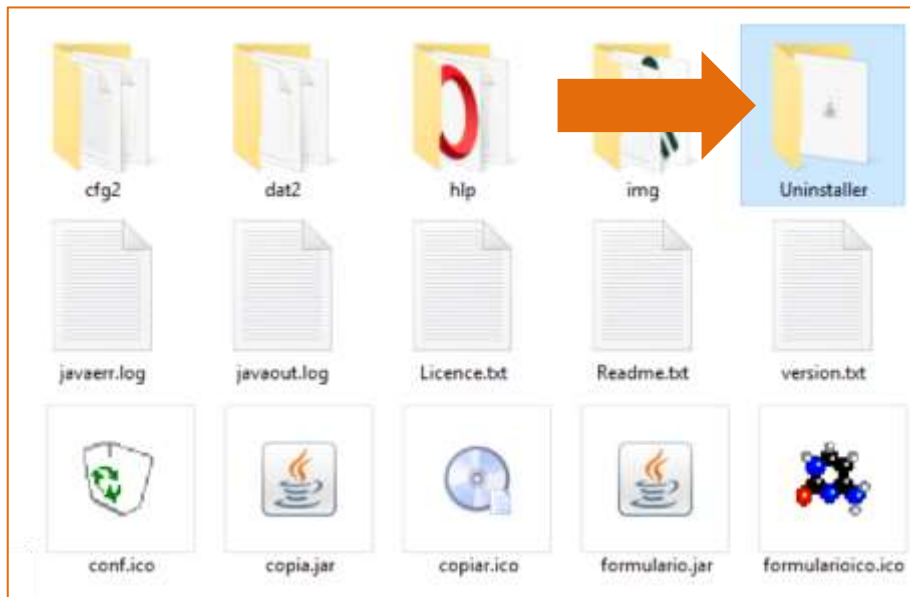 cfg2 dat2 hlp img Uninstaller
javaerr.log javaout.log Licence.txt Readme.txt version.txt
conf.ico copia.jar copiar.ico formulario.jar formularioico.ico